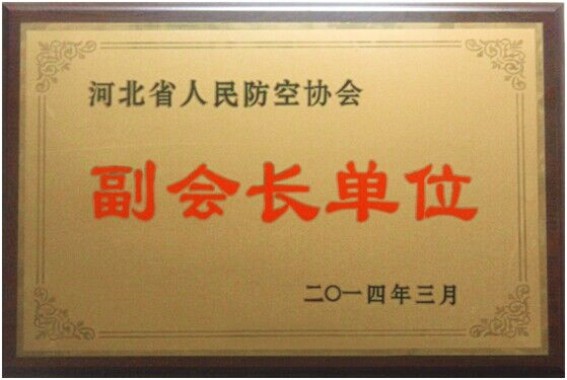 河北省人民防空协会
副会长单位
二〇一四年三月